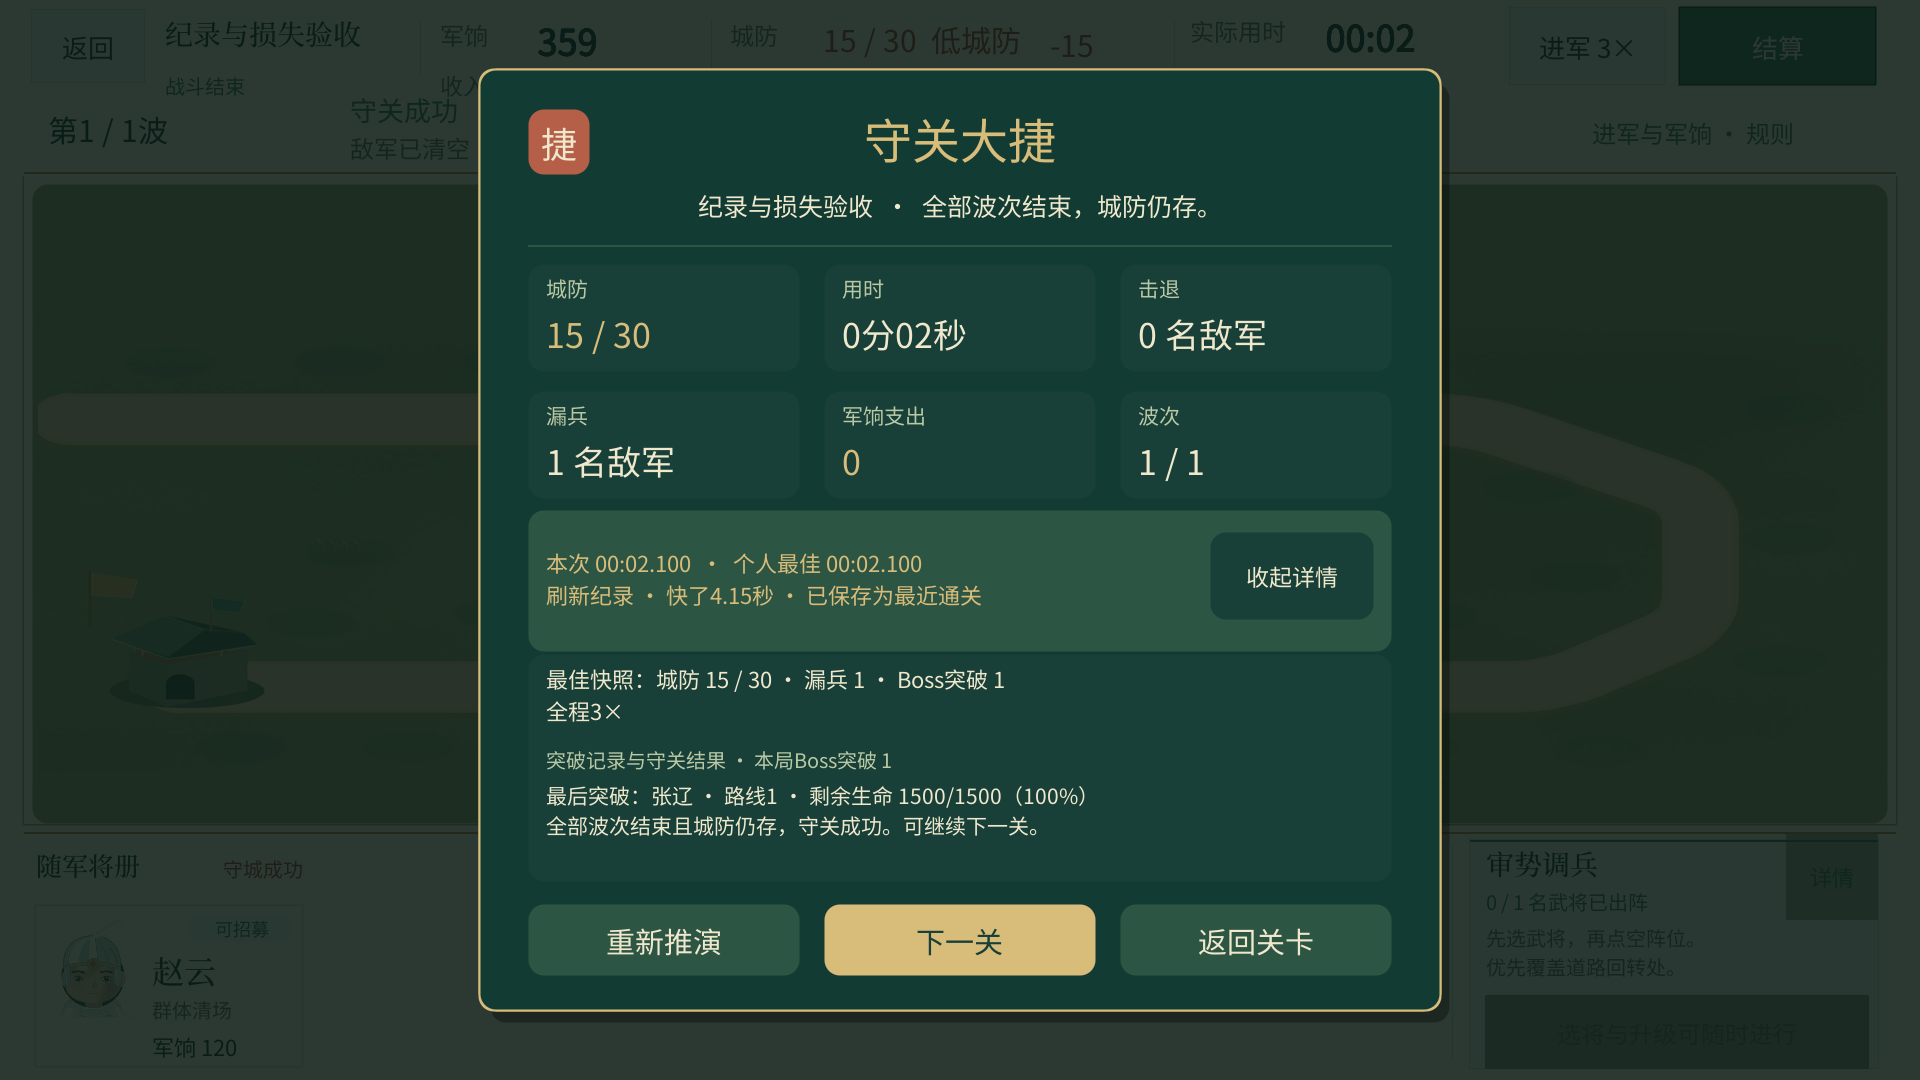 返回
纪录与损失验收
战斗结束
军饷
359
收入
城防
15 / 30 低城防 -15
实际用时
00:02
进军 3×
结算
第1 / 1波
守关成功
敌军已清空
进军与军饷 · 规则
捷
守关大捷
纪录与损失验收 · 全部波次结束，城防仍存。
城防
15 / 30
用时
0分02秒
击退
0 名敌军
漏兵
1 名敌军
军饷支出
0
波次
1 / 1
本次 00:02.100 · 个人最佳 00:02.100
刷新纪录 · 快了4.15秒 · 已保存为最近通关
收起详情
最佳快照：城防 15 / 30 · 漏兵 1 · Boss突破 1
全程3×
突破记录与守关结果 · 本局Boss突破 1
最后突破：张辽 · 路线1 · 剩余生命 1500/1500（100%）
全部波次结束且城防仍存，守关成功。可继续下一关。
重新推演
下一关
返回关卡
随军将册
守城成功
可招募
赵云
群体清场
军饷 120
审势调兵
详情
0 / 1 名武将已出阵
先选武将，再点空阵位。
优先覆盖道路回转处。
选将与升级可随时进行